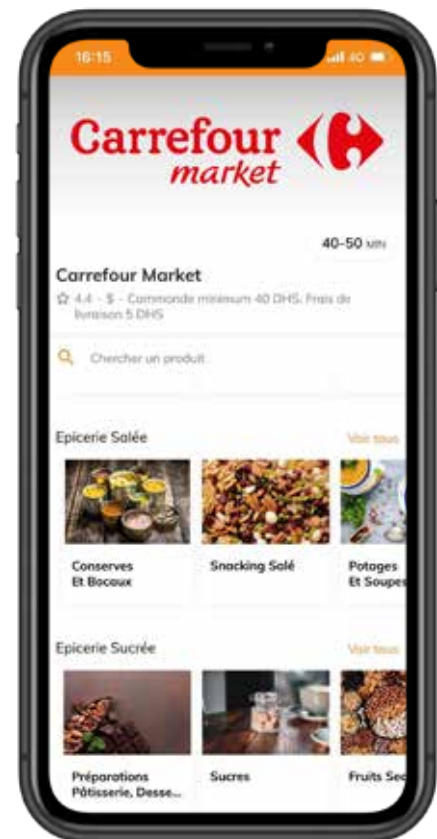 16:15
4G
Carrefour
market
40-50 MIN
Carrefour Market
4.4 - $ - Commande minimum 40 DHS. Frais de
livraison 5 DHS
Chercher un produit
Epicerie Salée
Voir tous
Conserves
Et Bocaux
Snacking Salé
Potages
Et Soupes
Epicerie Sucrée
Voir tous
Préparations
Pâtisserie, Desse...
Sucres
Fruits Sec